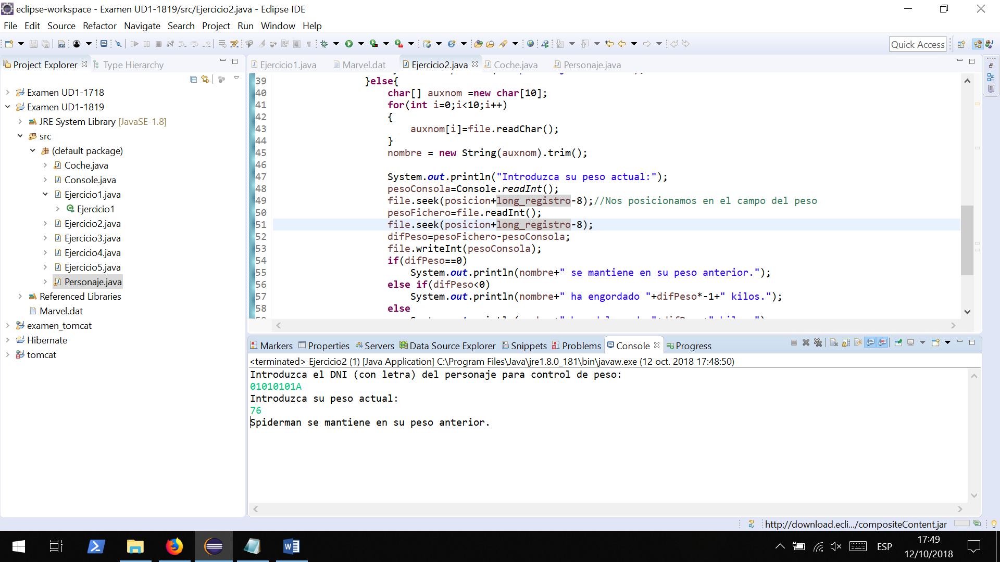 eclipse-workspace - Examen UD1-1819/src/Ejercicio2.java - Eclipse IDE
File Edit Source Refactor Navigate Search Project Run Window Help
Quick Access
Project Explorer
Type Hierarchy
Examen UD1-1718
Examen UD1-1819
JRE System Library [JavaSE-1.8]
src
(default package)
Coche.java
Console.java
Ejercicio1.java
Ejercicio1
Ejercicio2.java
Ejercicio3.java
Ejercicio4.java
Ejercicio5.java
Personaje.java
Referenced Libraries
Marvel.dat
examen_tomcat
Hibernate
tomcat
Ejercicio1.java Marvel.dat Ejercicio2.java Coche.java Personaje.java
39 }else{
40 char[] auxnom =new char[10];
41 for(int i=0;i<10;i++)
42 {
43 auxnom[i]=file.readChar();
44 }
45 nombre = new String(auxnom).trim();
46
47 System.out.println("Introduzca su peso actual:");
48 pesoConsola=Console.readInt();
49 file.seek(posicion+long_registro-8);//Nos posicionamos en el campo del peso
50 pesoFichero=file.readInt();
51 file.seek(posicion+long_registro-8);
52 difPeso=pesoFichero-pesoConsola;
53 file.writeInt(pesoConsola);
54 if(difPeso==0)
55 System.out.println(nombre+" se mantiene en su peso anterior.");
56 else if(difPeso<0)
57 System.out.println(nombre+" ha engordado "+difPeso*-1+" kilos.");
58 else
Markers Properties Servers Data Source Explorer Snippets Problems Console Progress
<terminated> Ejercicio2 (1) [Java Application] C:\Program Files\Java\jre1.8.0_181\bin\javaw.exe (12 oct. 2018 17:48:50)
Introduzca el DNI (con letra) del personaje para control de peso:
01010101A
Introduzca su peso actual:
76
Spiderman se mantiene en su peso anterior.
http://download.ecli.../compositeContent.jar
ESP
17:49
12/10/2018